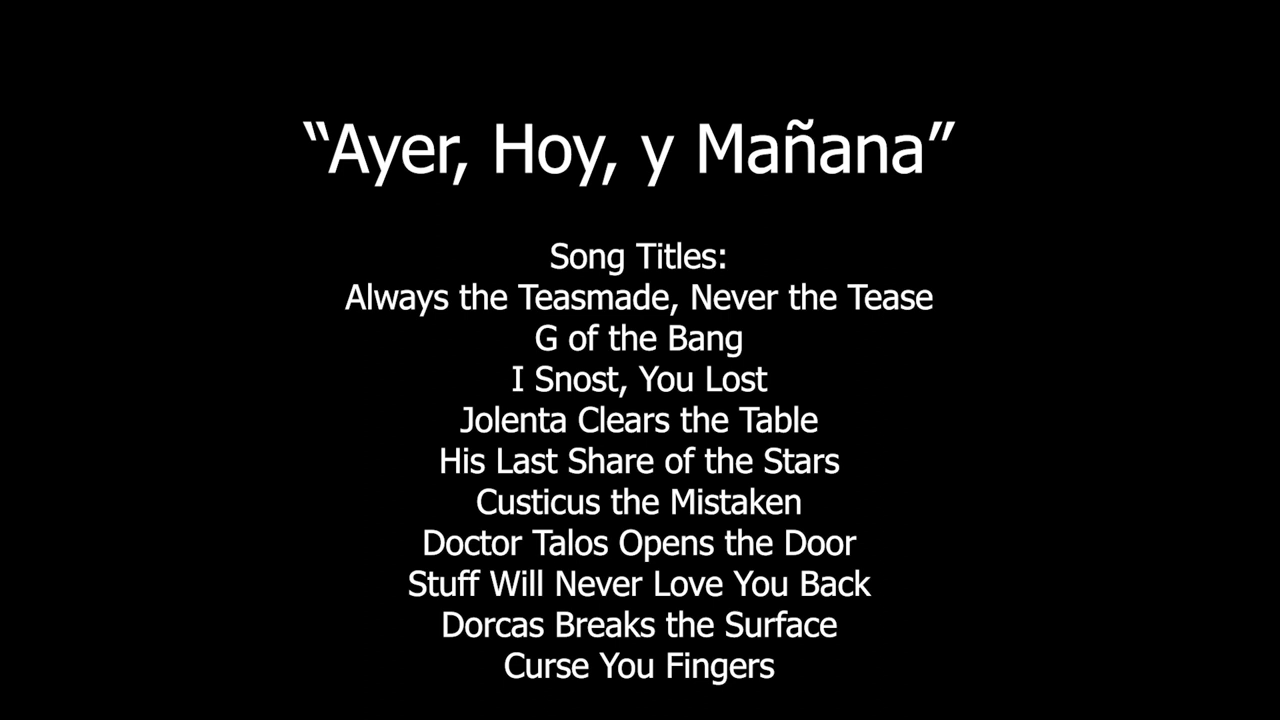 “Ayer, Hoy, y Mañana”
Song Titles:
Always the Teasmade, Never the Tease
G of the Bang
I Snost, You Lost
Jolenta Clears the Table
His Last Share of the Stars
Custicus the Mistaken
Doctor Talos Opens the Door
Stuff Will Never Love You Back
Dorcas Breaks the Surface
Curse You Fingers